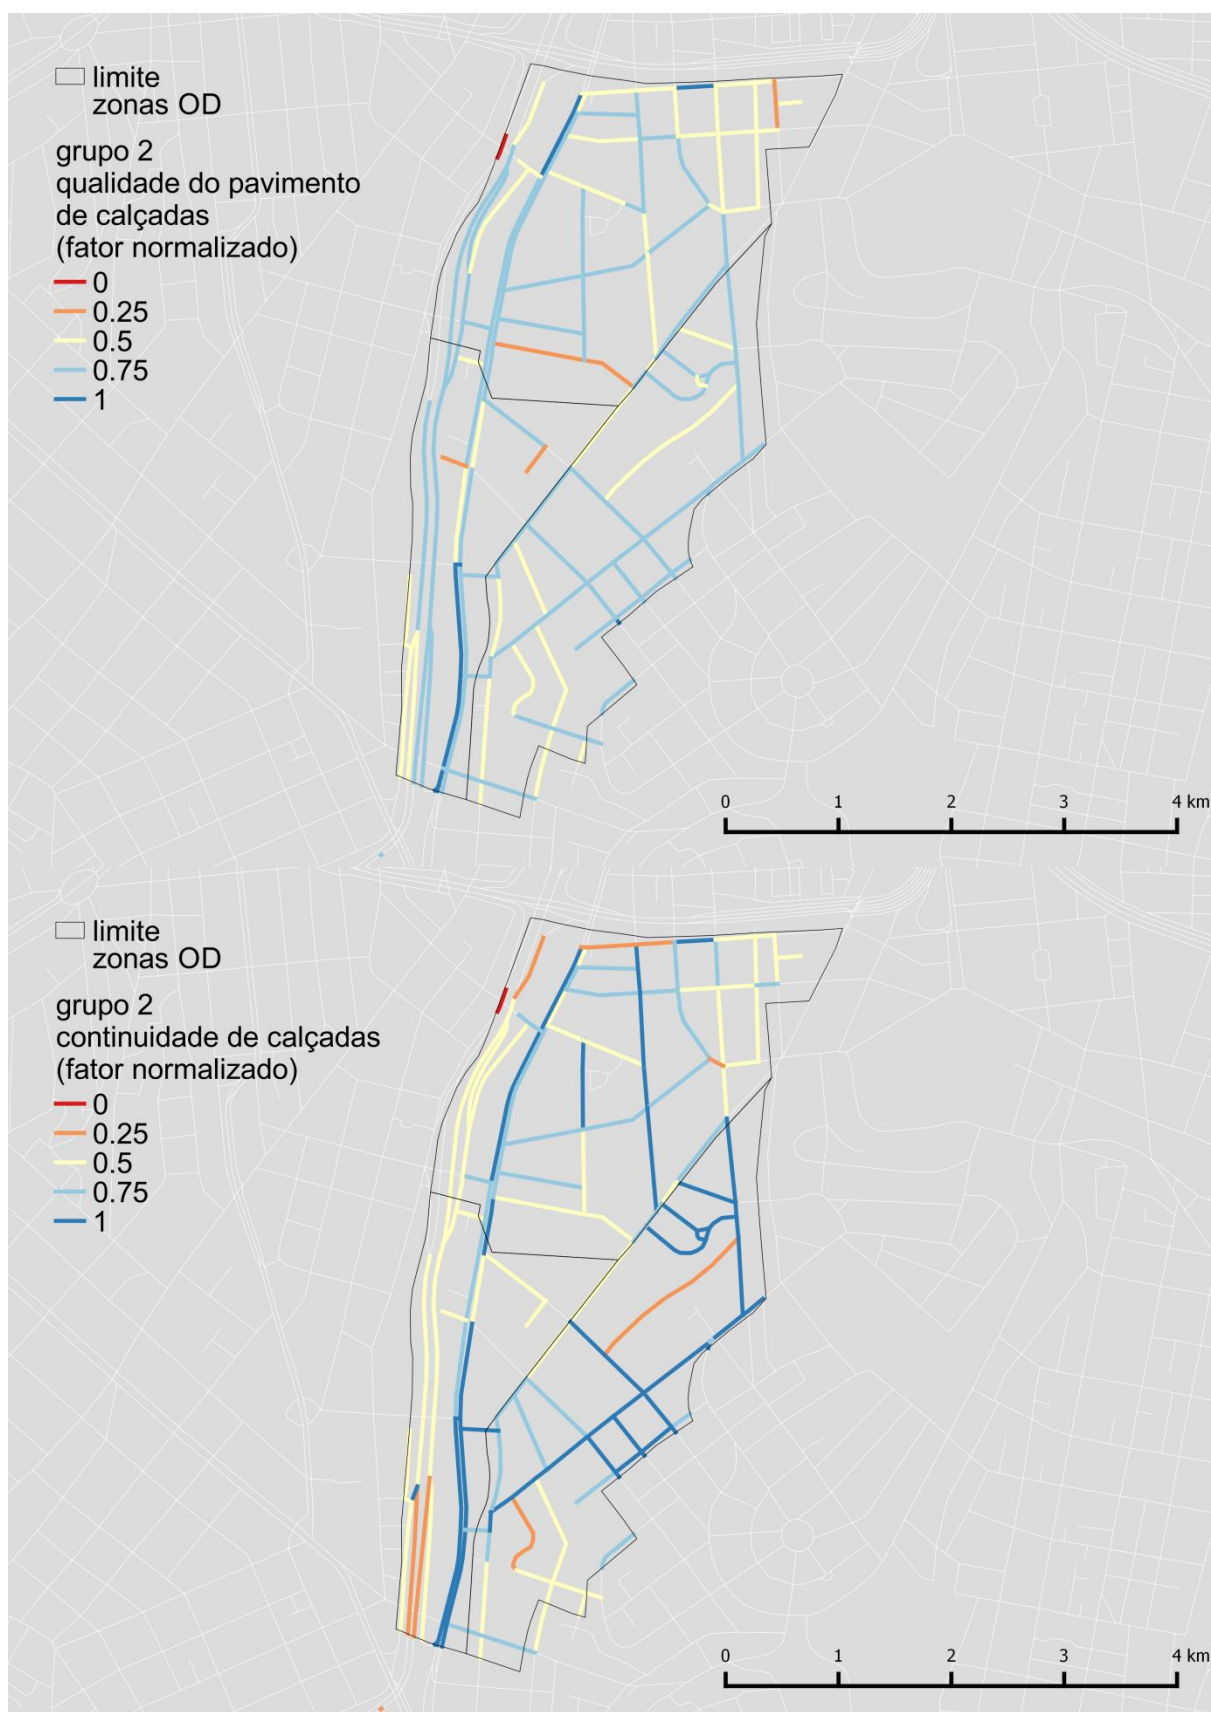 limite
zonas OD
grupo 2
qualidade do pavimento
de calçadas
(fator normalizado)
0
0.25
0.5
0.75
1
0 1 2 3 4 km
limite
zonas OD
grupo 2
continuidade de calçadas
(fator normalizado)
0
0.25
0.5
0.75
1
0 1 2 3 4 km